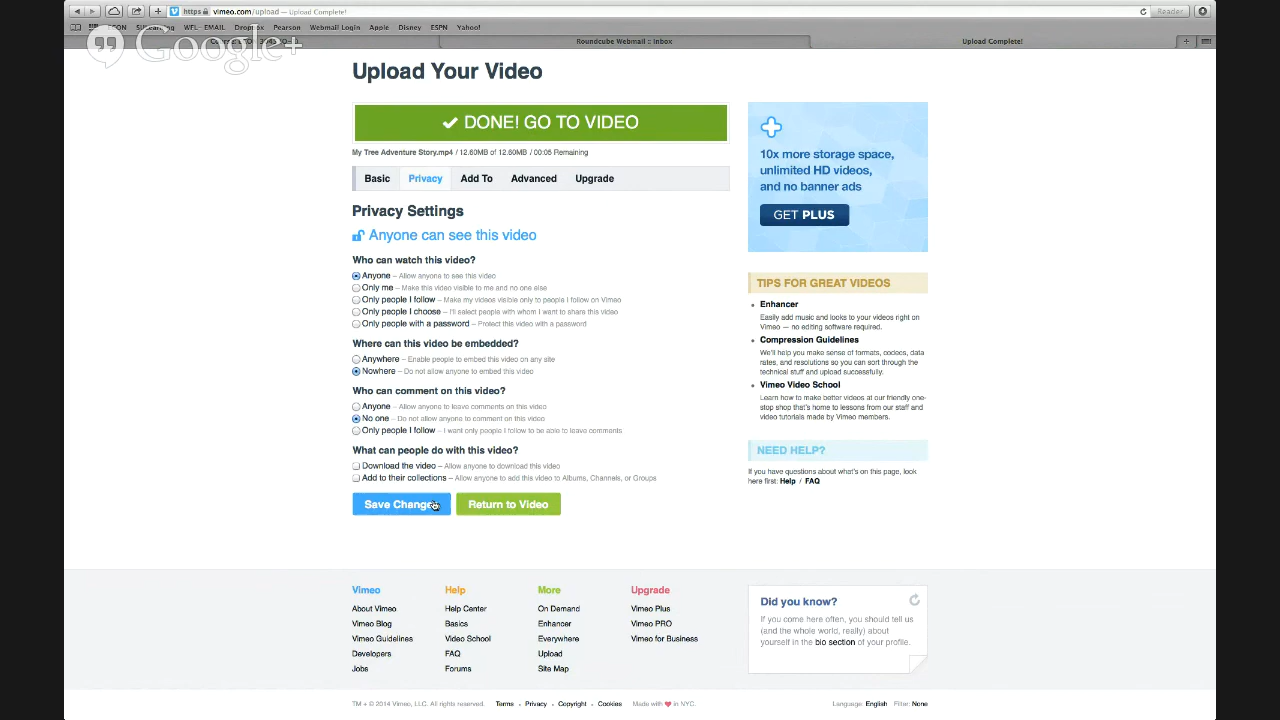 https vimeo.com/upload — Upload Complete!
Reader
WFL-EMAIL Dropbox Pearson Webmail Login Apple Disney ESPN Yahoo!
Google+
Roundcube Webmail :: Inbox
Upload Complete!
Upload Your Video
DONE! GO TO VIDEO
My Tree Adventure Story.mp4 / 12.60MB of 12.60MB / 00:05 Remaining
Basic Privacy Add To Advanced Upgrade
Privacy Settings
Anyone can see this video
Who can watch this video?
Anyone – Allow anyone to see this video
Only me – Make this video visible to me and no one else
Only people I follow – Make my videos visible only to people I follow on Vimeo
Only people I choose – I'll select people with whom I want to share this video
Only people with a password – Protect this video with a password
Where can this video be embedded?
Anywhere – Enable people to embed this video on any site
Nowhere – Do not allow anyone to embed this video
Who can comment on this video?
Anyone – Allow anyone to leave comments on this video
No one – Do not allow anyone to comment on this video
Only people I follow – I want only people I follow to be able to leave comments
What can people do with this video?
Download the video – Allow anyone to download this video
Add to their collections – Allow anyone to add this video to Albums, Channels, or Groups
Save Changes
Return to Video
10x more storage space,
unlimited HD videos,
and no banner ads
GET PLUS
TIPS FOR GREAT VIDEOS
Enhancer
Easily add music and looks to your videos right on
Vimeo — no editing software required.
Compression Guidelines
We'll help you make sense of formats, codecs, data
rates, and resolutions so you can sort through the
technical stuff and upload successfully.
Vimeo Video School
Learn how to make better videos at our friendly one-
stop shop that's home to lessons from our staff and
video tutorials made by Vimeo members.
NEED HELP?
If you have questions about what's on this page, look
here first: Help / FAQ
Vimeo
About Vimeo
Vimeo Blog
Vimeo Guidelines
Developers
Jobs
Help
Help Center
Basics
Video School
FAQ
Forums
More
On Demand
Enhancer
Everywhere
Upload
Site Map
Upgrade
Vimeo Plus
Vimeo PRO
Vimeo for Business
Did you know?
If you come here often, you should tell us
(and the whole world, really) about
yourself in the bio section of your profile.
TM + © 2014 Vimeo, LLC. All rights reserved. Terms • Privacy • Copyright • Cookies Made with ♥ in NYC.
Language: English Filter: None